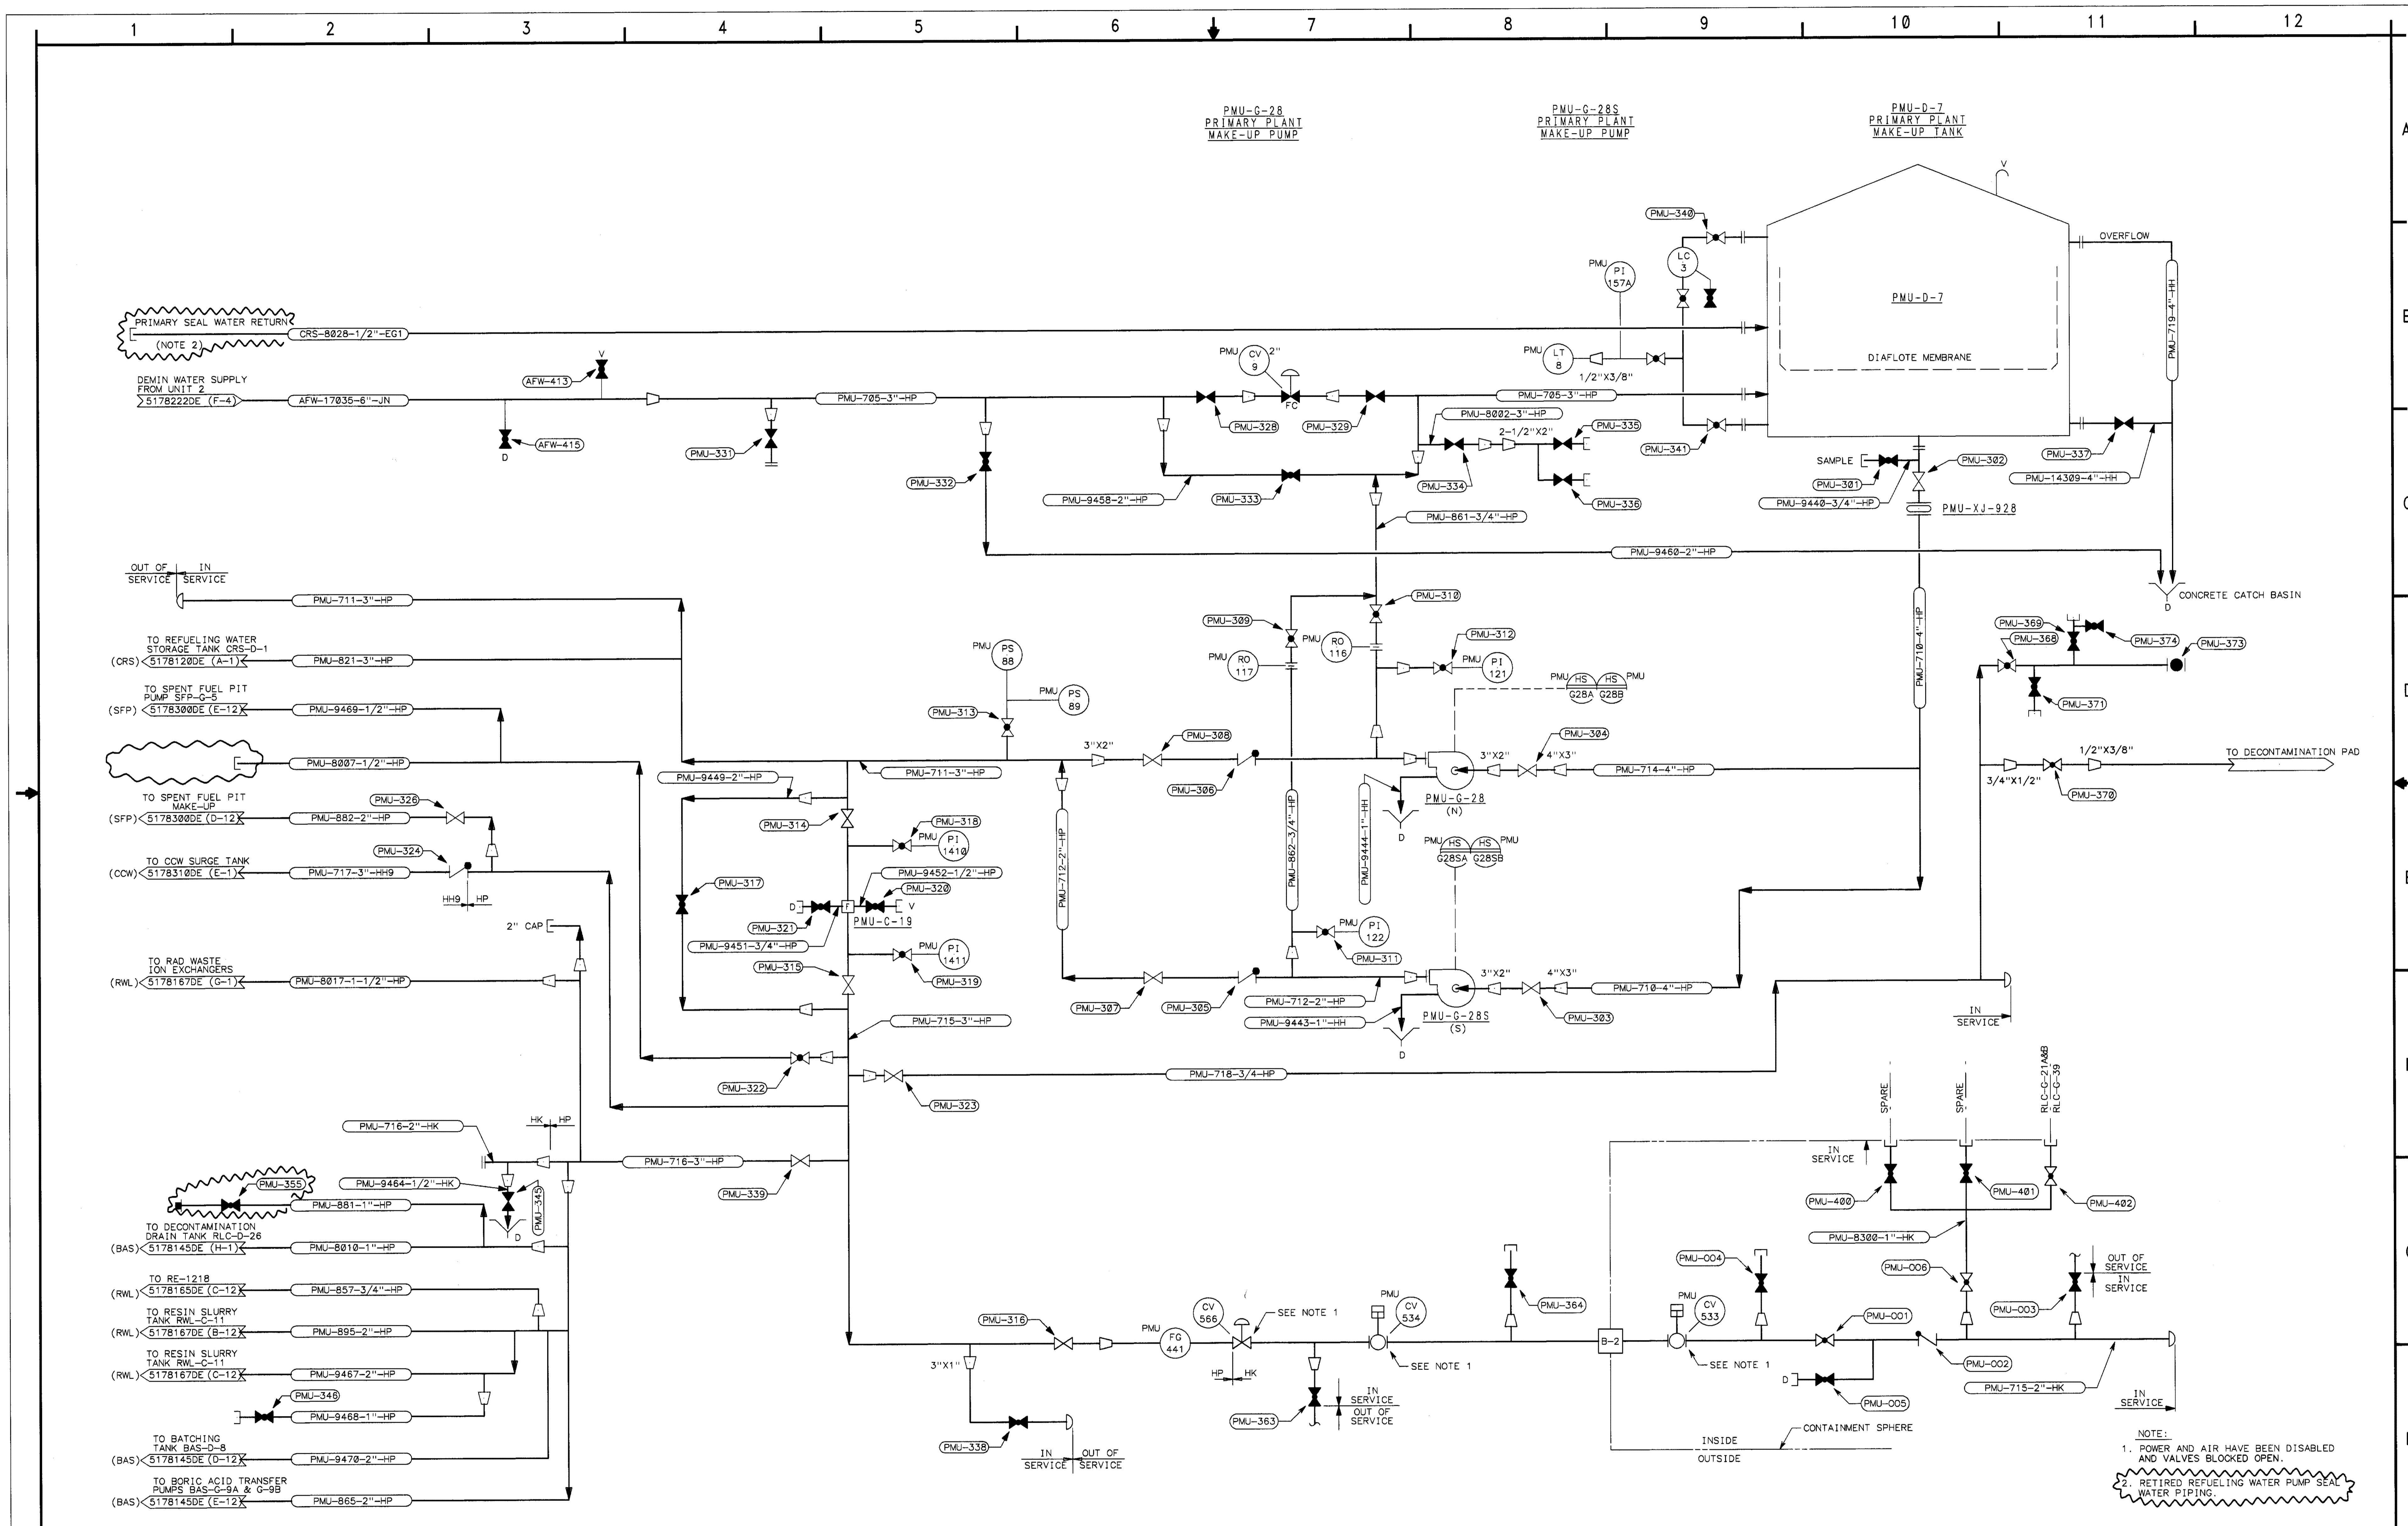 1 2 3 4 5 6 7 8 9 10 11 12
A
PMU-G-28
PRIMARY PLANT
MAKE-UP PUMP
PMU-G-28S
PRIMARY PLANT
MAKE-UP PUMP
PMU-D-7
PRIMARY PLANT
MAKE-UP TANK
V
PMU-340
OVERFLOW
LC
3
PMU
PI
157A
PMU-D-7
PMU-719-4"-HH
DIAFLOTE MEMBRANE
PRIMARY SEAL WATER RETURN
(NOTE 2)
CRS-8028-1/2"-EG1
V
AFW-413
DEMIN WATER SUPPLY
FROM UNIT 2
5178222DE (F-4)
AFW-17035-6"-JN
AFW-415
D
PMU-331
PMU-705-3"-HP
PMU
CV
9
2"
FC
PMU-328
PMU-329
PMU
LT
8
1/2"X3/8"
PMU-705-3"-HP
PMU-8002-3"-HP
2-1/2"X2"
PMU-335
PMU-341
PMU-332
PMU-9458-2"-HP
PMU-333
PMU-334
PMU-336
SAMPLE
PMU-301
PMU-302
PMU-9440-3/4"-HP
PMU-XJ-928
PMU-337
PMU-14309-4"-HH
PMU-861-3/4"-HP
PMU-9460-2"-HP
D
CONCRETE CATCH BASIN
OUT OF
SERVICE
IN
SERVICE
PMU-711-3"-HP
TO REFUELING WATER
STORAGE TANK CRS-D-1
(CRS) 5178120DE (A-1)
PMU-821-3"-HP
TO SPENT FUEL PIT
PUMP SFP-G-5
(SFP) 5178300DE (E-12)
PMU-9469-1/2"-HP
PMU-8007-1/2"-HP
TO SPENT FUEL PIT
MAKE-UP
(SFP) 5178300DE (D-12)
PMU-882-2"-HP
PMU-326
TO CCW SURGE TANK
(CCW) 5178310DE (E-1)
PMU-717-3"-HH9
PMU-324
HH9
HP
2" CAP
TO RAD WASTE
ION EXCHANGERS
(RWL) 5178167DE (G-1)
PMU-8017-1-1/2"-HP
PMU
PS
88
PMU
PS
89
PMU-313
PMU-309
PMU
RO
117
PMU-310
PMU
RO
116
PMU-312
PMU
PI
121
PMU
HS
G28A
HS
G28B
PMU
PMU-710-4"-HP
PMU-369
PMU-368
PMU-374
PMU-373
PMU-371
1/2"X3/8"
TO DECONTAMINATION PAD
3/4"X1/2"
PMU-370
PMU-9449-2"-HP
PMU-711-3"-HP
3"X2"
PMU-308
PMU-306
PMU-862-3/4"-HP
PMU-9444-1"-HH
D
PMU-G-28
(N)
3"X2"
4"X3"
PMU-304
PMU-714-4"-HP
PMU-314
PMU-318
PMU
PI
1410
PMU-712-2"-HP
PMU-317
PMU-9452-1/2"-HP
PMU-320
D
F
V
PMU-C-19
PMU-321
PMU-9451-3/4"-HP
PMU-315
PMU
PI
1411
PMU-319
PMU
HS
G28SA
HS
G28SB
PMU
PMU
PI
122
PMU-311
PMU-307
PMU-305
PMU-712-2"-HP
PMU-9443-1"-HH
D
PMU-G-28S
(S)
3"X2"
4"X3"
PMU-303
PMU-710-4"-HP
IN
SERVICE
PMU-715-3"-HP
PMU-322
PMU-323
PMU-718-3/4-HP
SPARE
SPARE
RLC-C-21A&B
RLC-C-39
IN
SERVICE
PMU-400
PMU-401
PMU-402
PMU-8300-1"-HK
PMU-716-2"-HK
HK
HP
PMU-716-3"-HP
PMU-339
PMU-355
PMU-881-1"-HP
PMU-9464-1/2"-HK
PMU-345
D
TO DECONTAMINATION
DRAIN TANK RLC-D-26
(BAS) 5178145DE (H-1)
PMU-8010-1"-HP
TO RE-1218
(RWL) 5178165DE (C-12)
PMU-857-3/4"-HP
TO RESIN SLURRY
TANK RWL-C-11
(RWL) 5178167DE (B-12)
PMU-895-2"-HP
TO RESIN SLURRY
TANK RWL-C-11
(RWL) 5178167DE (C-12)
PMU-9467-2"-HP
PMU-346
PMU-9468-1"-HP
TO BATCHING
TANK BAS-D-8
(BAS) 5178145DE (D-12)
PMU-9470-2"-HP
TO BORIC ACID TRANSFER
PUMPS BAS-G-9A & G-9B
(BAS) 5178145DE (E-12)
PMU-865-2"-HP
PMU-316
PMU
FG
441
CV
566
SEE NOTE 1
HP
HK
PMU
CV
534
SEE NOTE 1
PMU-364
B-2
PMU
CV
533
SEE NOTE 1
PMU-004
PMU-001
PMU-006
PMU-003
OUT OF
SERVICE
IN
SERVICE
PMU-002
PMU-715-2"-HK
D
PMU-005
IN
SERVICE
3"X1"
PMU-338
IN
SERVICE
OUT OF
SERVICE
PMU-363
IN
SERVICE
OUT OF
SERVICE
CONTAINMENT SPHERE
INSIDE
OUTSIDE
NOTE:
1. POWER AND AIR HAVE BEEN DISABLED
AND VALVES BLOCKED OPEN.
2. RETIRED REFUELING WATER PUMP SEAL
WATER PIPING.